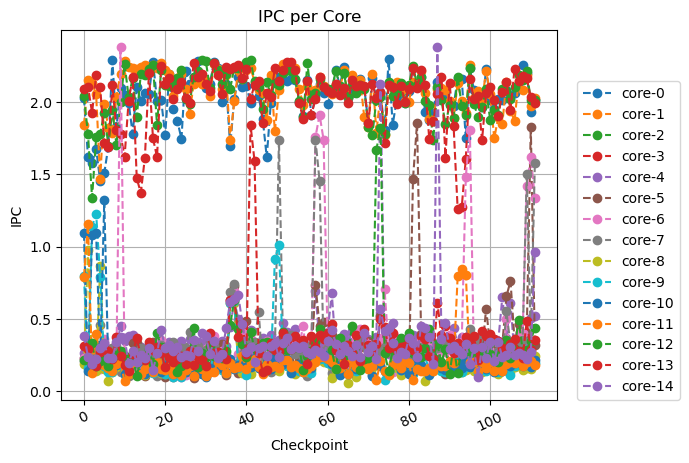 IPC per Core
IPC
2.0
1.5
1.0
0.5
0.0
0
20
40
60
80
100
Checkpoint
core-0
core-1
core-2
core-3
core-4
core-5
core-6
core-7
core-8
core-9
core-10
core-11
core-12
core-13
core-14